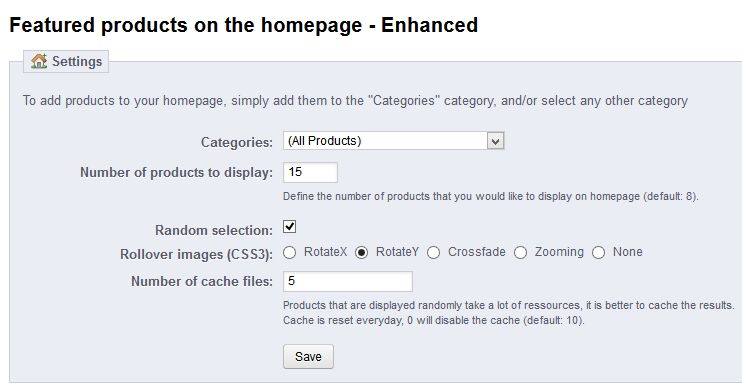 Featured products on the homepage - Enhanced
Settings
To add products to your homepage, simply add them to the "Categories" category, and/or select any other category
Categories: (All Products)
Number of products to display: 15
Define the number of products that you would like to display on homepage (default: 8).
Random selection:
Rollover images (CSS3): RotateX RotateY Crossfade Zooming None
Number of cache files: 5
Products that are displayed randomly take a lot of ressources, it is better to cache the results.
Cache is reset everyday, 0 will disable the cache (default: 10).
Save